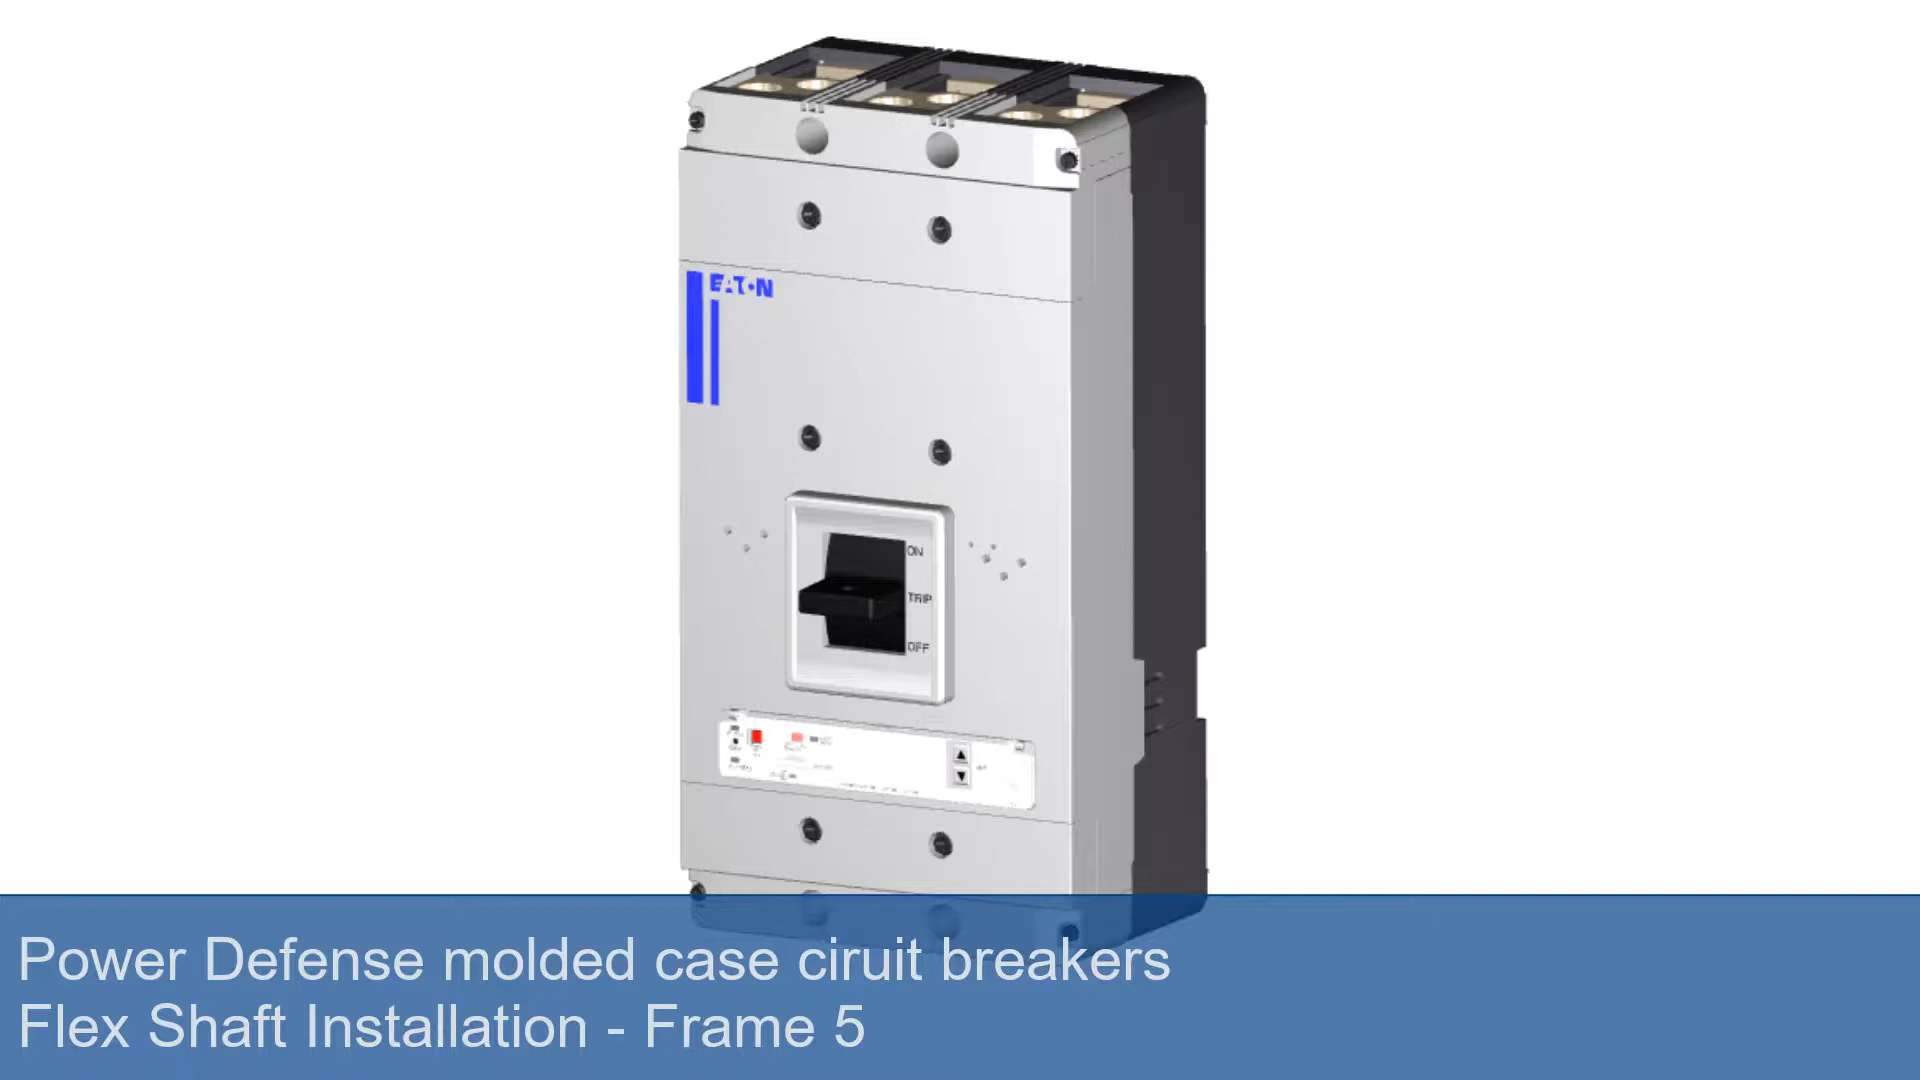 EATON
ON
TRIP
OFF
Power Defense molded case ciruit breakers
Flex Shaft Installation - Frame 5